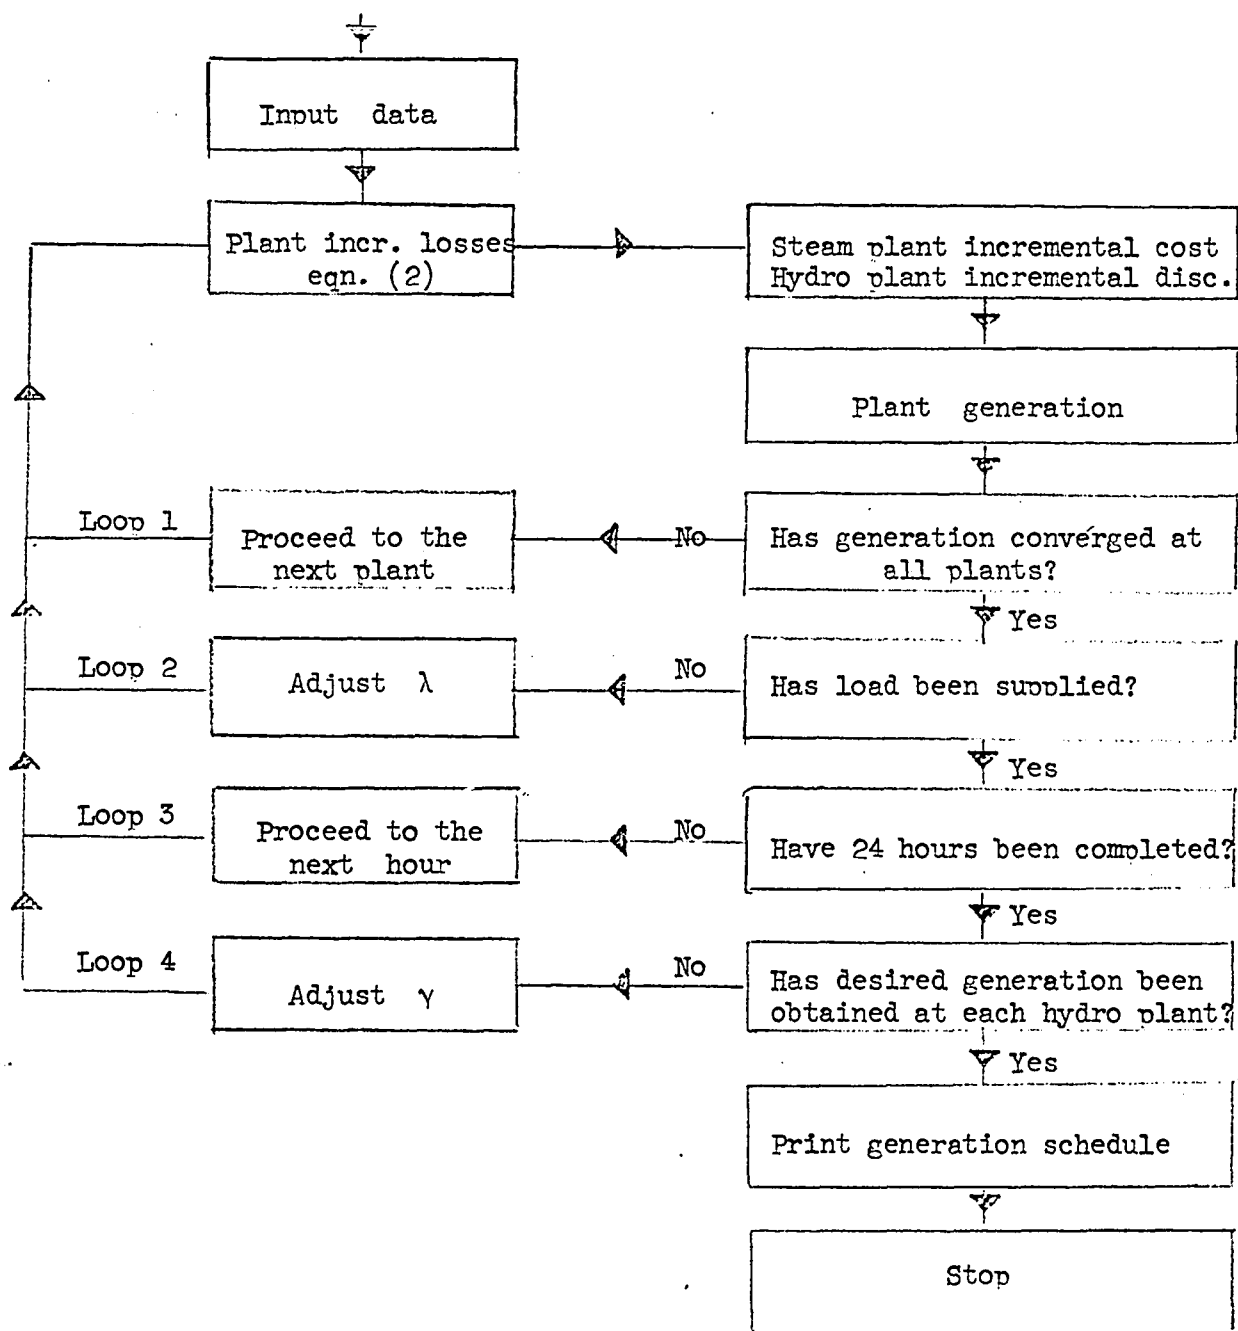 Input data
Plant incr. losses
eqn. (2)
Steam plant incremental cost
Hydro plant incremental disc.
Plant generation
Loop 1
Proceed to the
next plant
No
Has generation converged at
all plants?
Yes
Loop 2
Adjust λ
No
Has load been supplied?
Yes
Loop 3
Proceed to the
next hour
No
Have 24 hours been completed?
Yes
Loop 4
Adjust γ
No
Has desired generation been
obtained at each hydro plant?
Yes
Print generation schedule
Stop